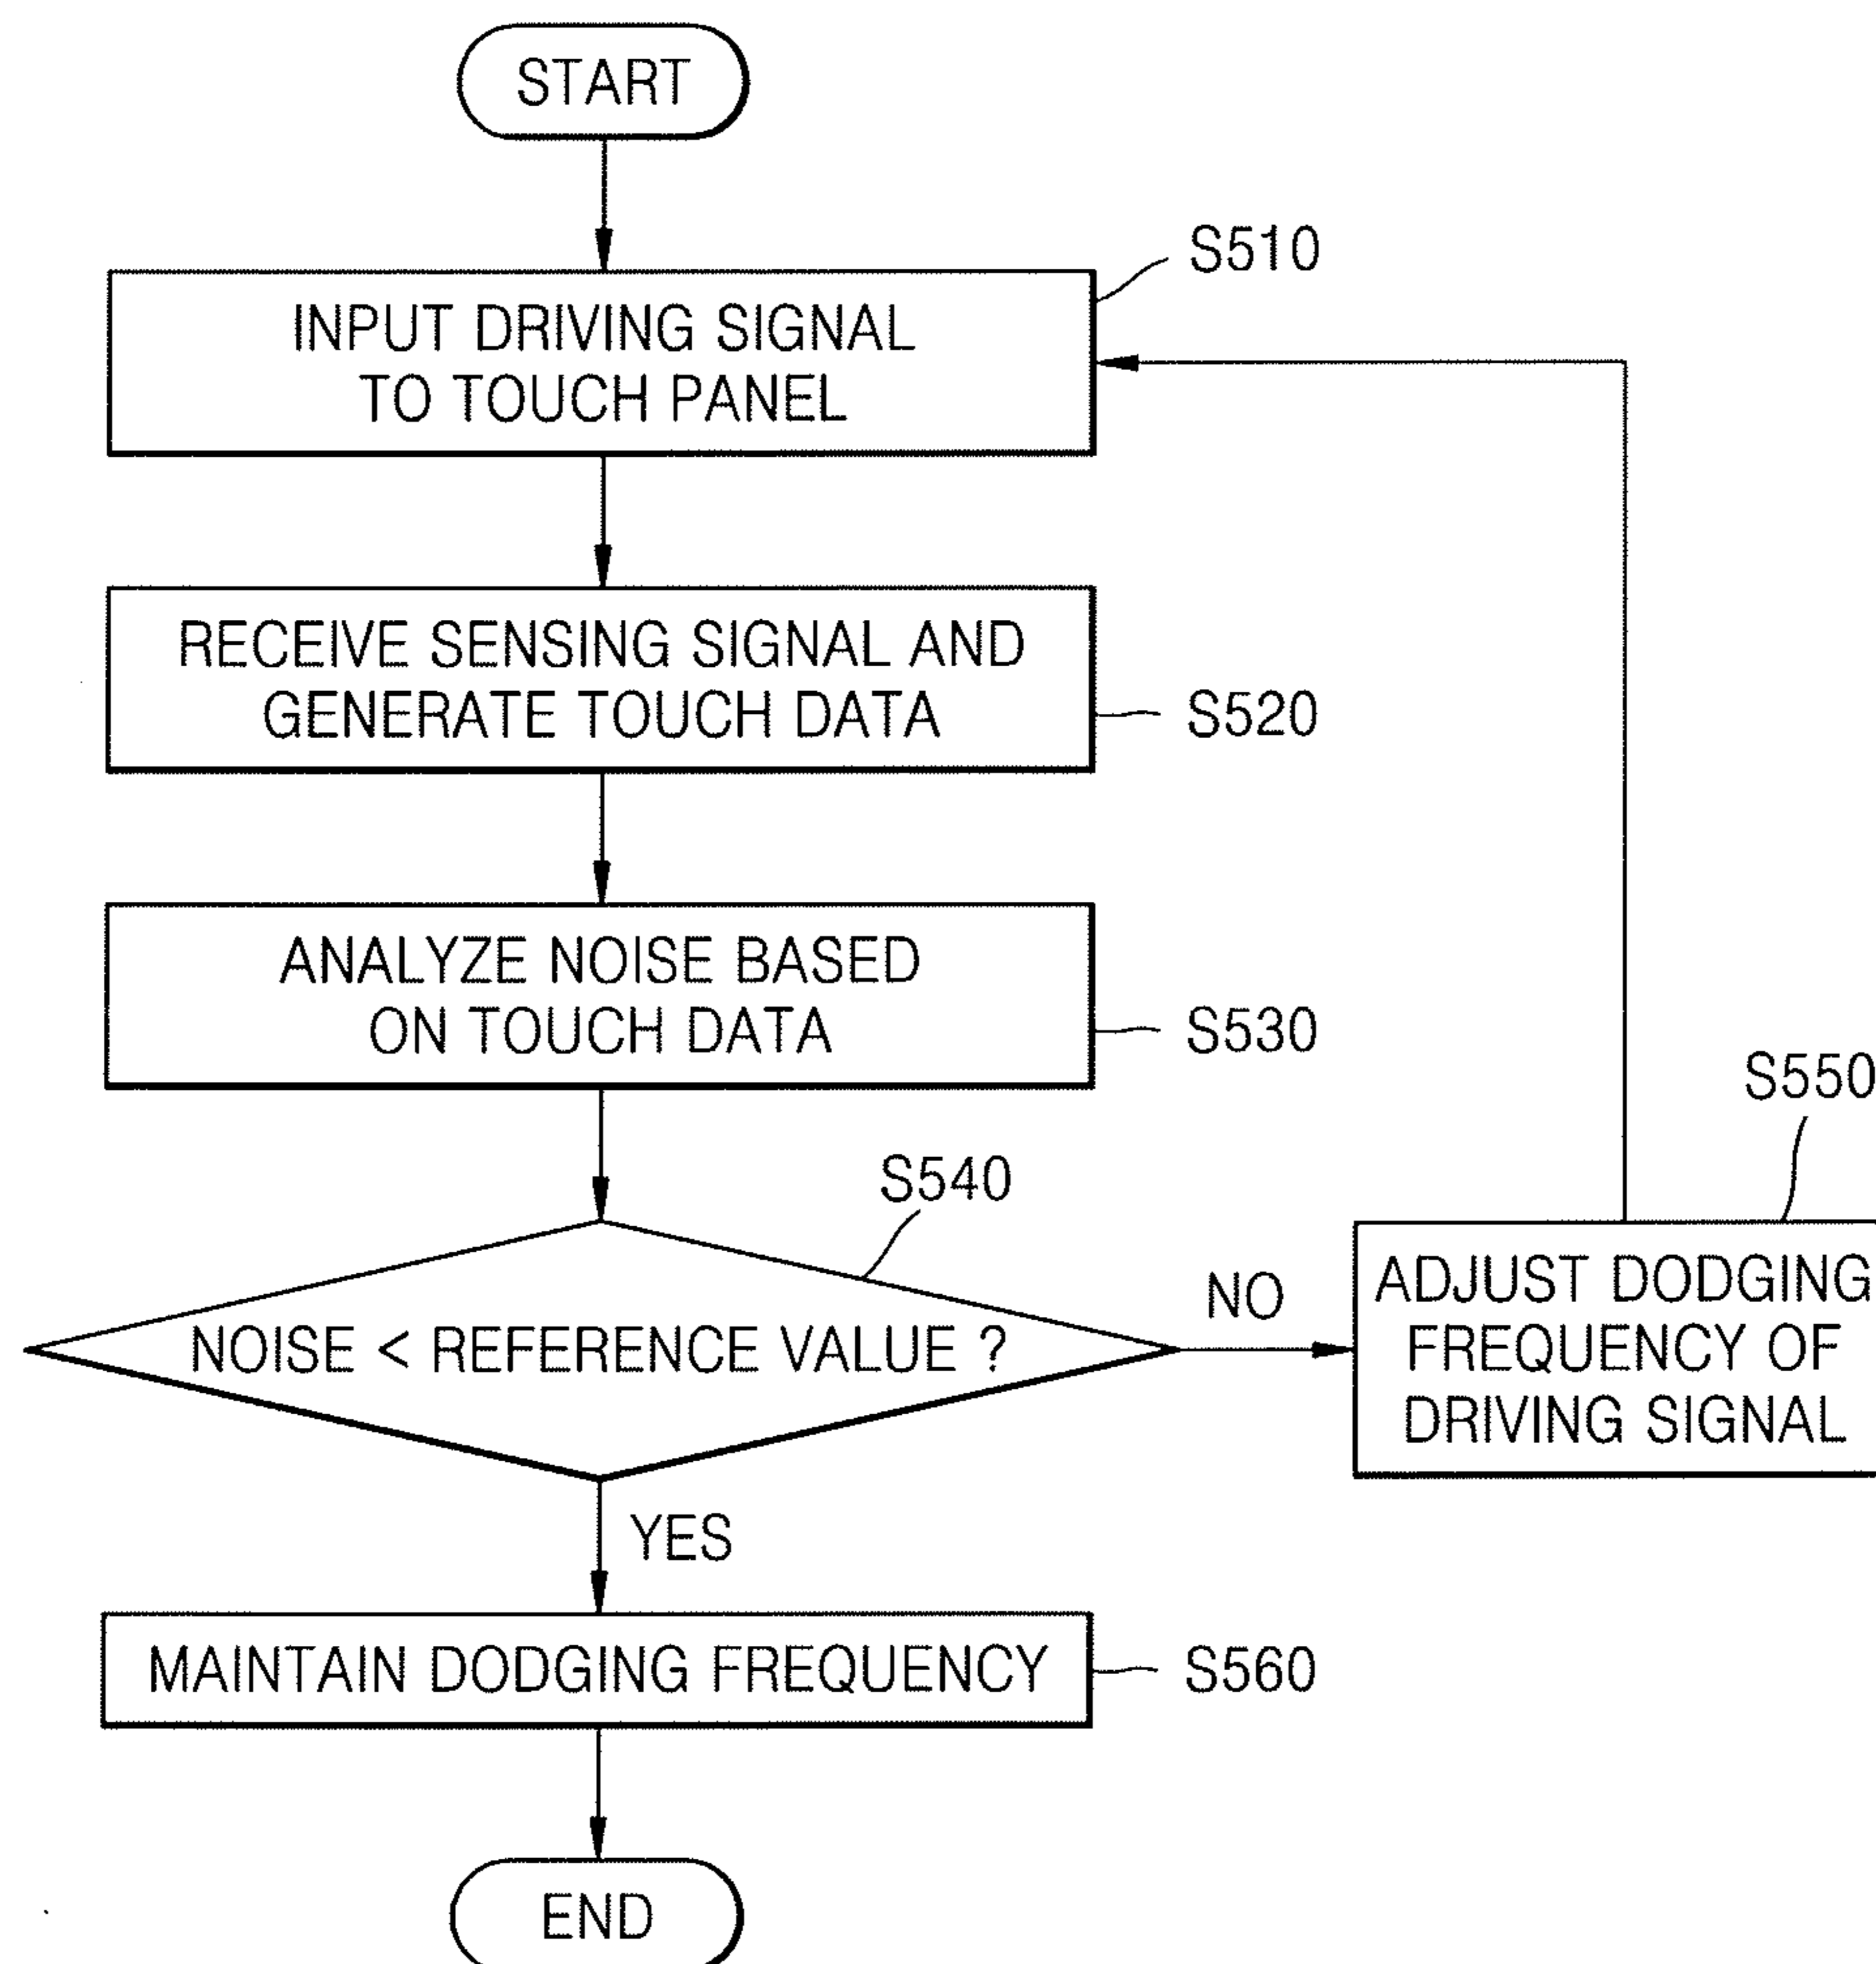 START
S510
INPUT DRIVING SIGNAL
TO TOUCH PANEL
RECEIVE SENSING SIGNAL AND
GENERATE TOUCH DATA
S520
ANALYZE NOISE BASED
ON TOUCH DATA
S530
S540
NOISE < REFERENCE VALUE ?
NO
S550
ADJUST DODGING
FREQUENCY OF
DRIVING SIGNAL
YES
MAINTAIN DODGING FREQUENCY
S560
END